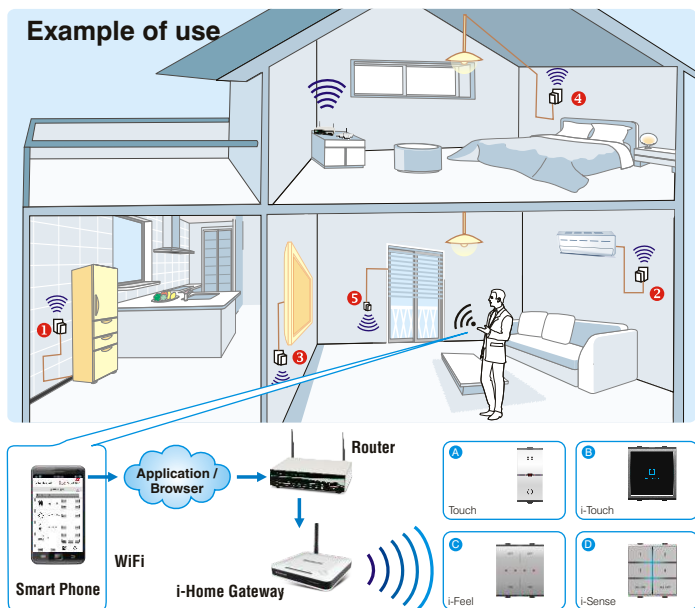 Example of use
4
5
2
1
3
Application /
Browser
Router
WiFi
Smart Phone
i-Home Gateway
A
Touch
B
i-Touch
C
i-Feel
D
i-Sense